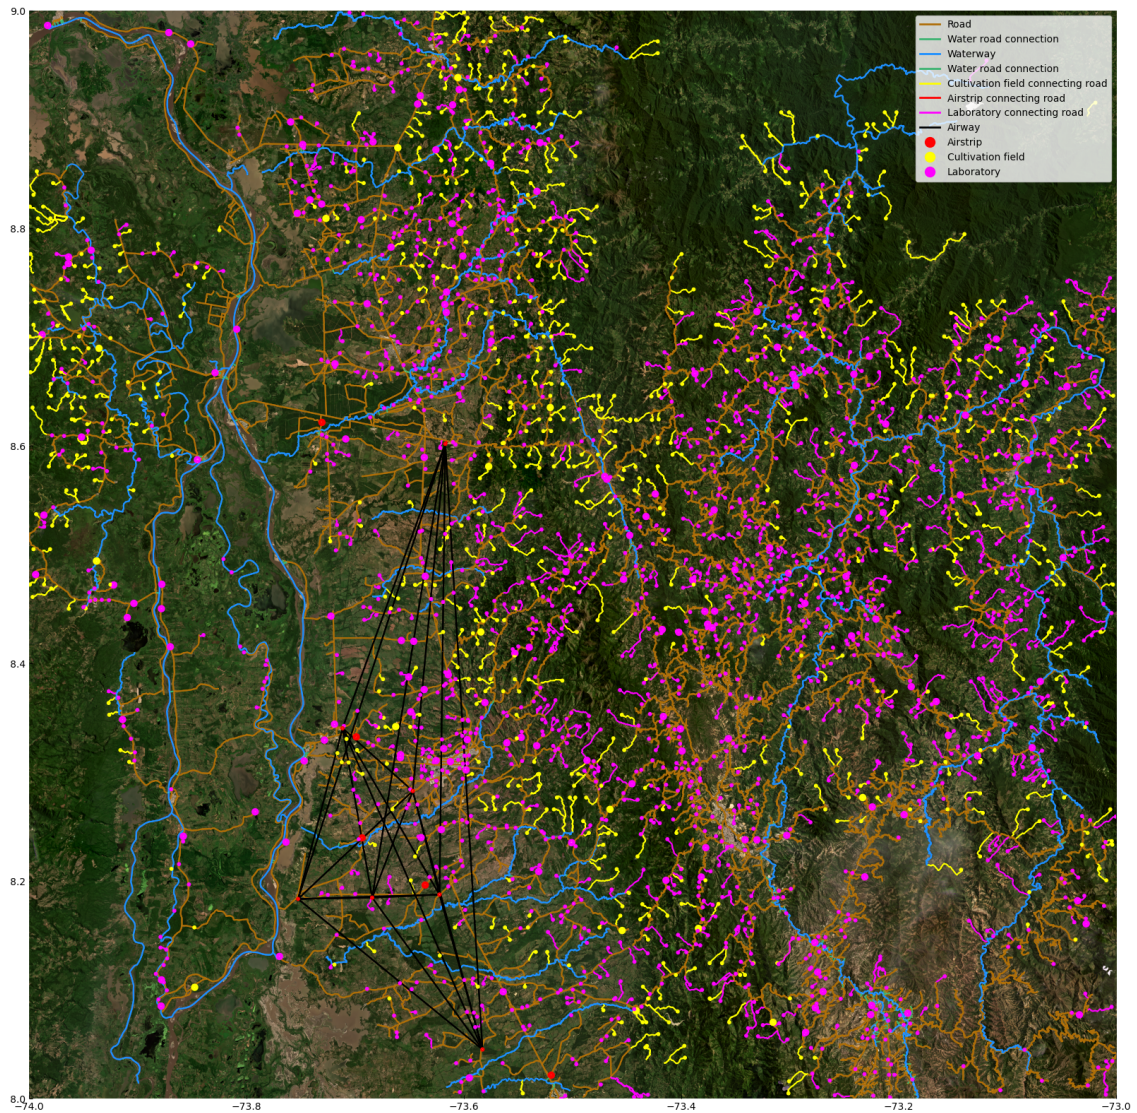 9.0
Road
Water road connection
Waterway
Water road connection
Cultivation field connecting road
Airstrip connecting road
Laboratory connecting road
Airway
Airstrip
Cultivation field
Laboratory
8.8
8.6
8.4
8.2
8.0
−74.0 −73.8 −73.6 −73.4 −73.2 −73.0